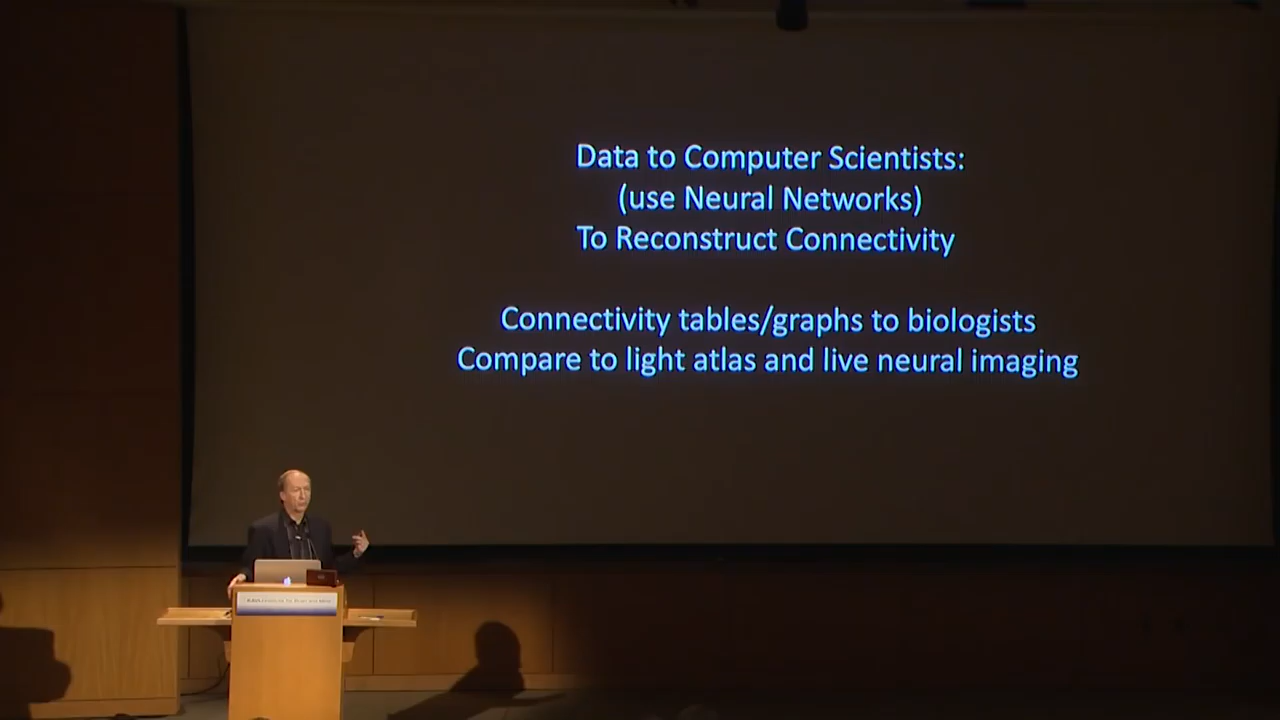 Data to Computer Scientists:
(use Neural Networks)
To Reconstruct Connectivity
Connectivity tables/graphs to biologists
Compare to light atlas and live neural imaging